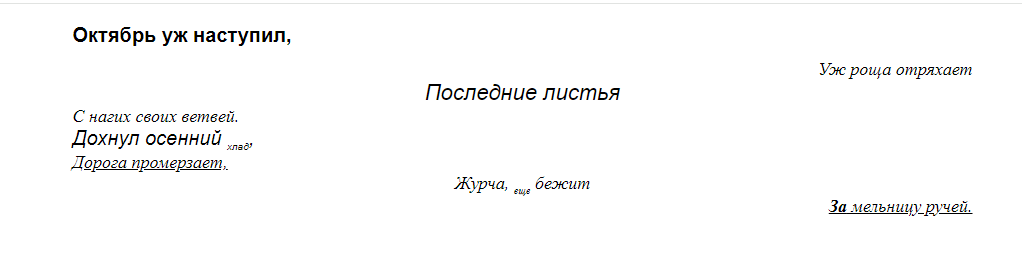 Октябрь уж наступил,
Уж роща отряхает
Последние листья
С нагих своих ветвей.
Дохнул осенний хлад,
Дорога промерзает,
Журча, еще бежит
За мельницу ручей.